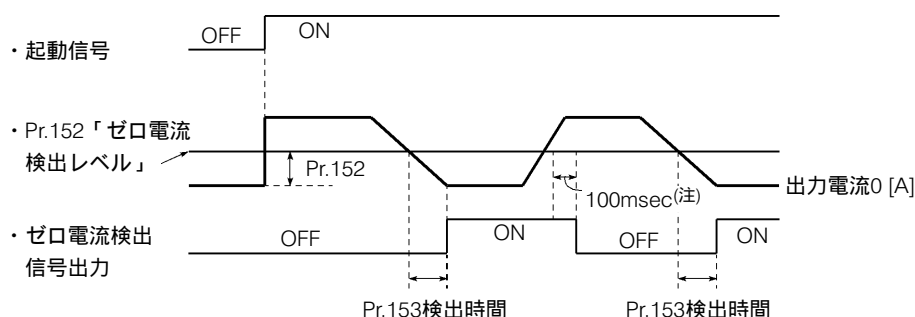 ・起動信号
OFF
ON
・Pr.152「ゼロ電流
検出レベル」
Pr.152
100msec(注)
出力電流0 [A]
・ゼロ電流検出
信号出力
OFF
ON
OFF
ON
Pr.153検出時間
Pr.153検出時間